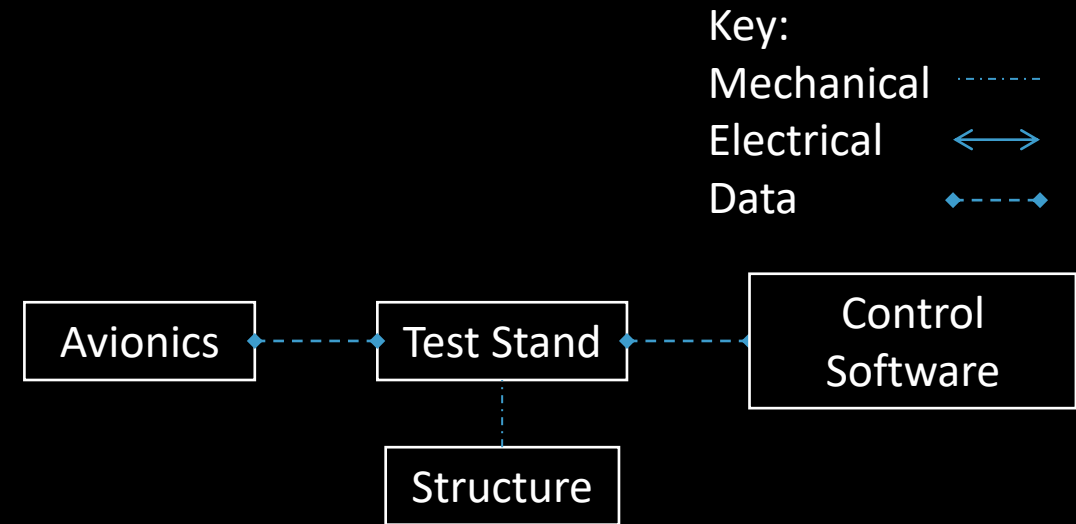 Key:
Mechanical
Electrical
Data
Avionics
Test Stand
Control
Software
Structure